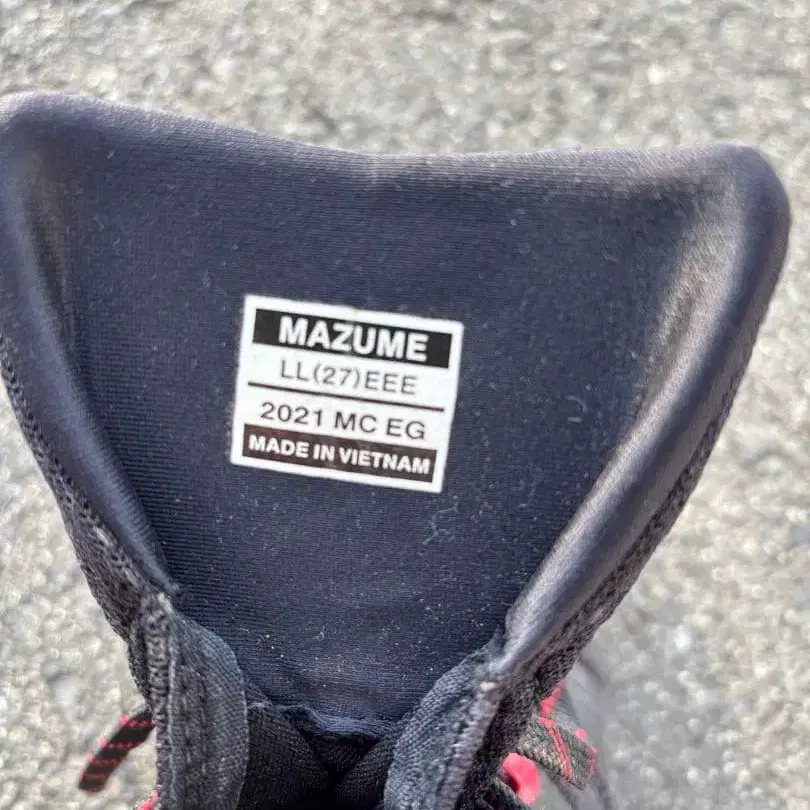 MAZUME
LL(27)EEE
2021 MC EG
MADE IN VIETNAM